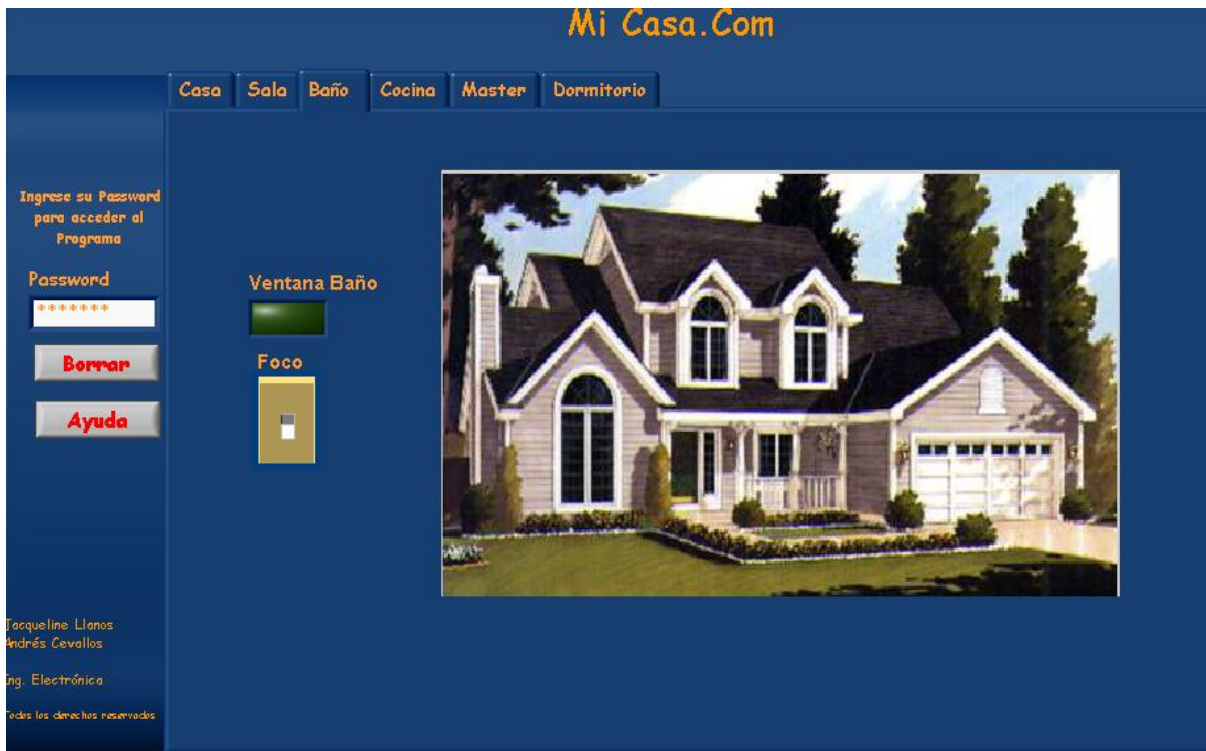 Mi Casa.Com
Casa Sala Baño Cocina Master Dormitorio
Ingrese su Password
para acceder al
Programa
Password
*******
Borrar
Ayuda
Ventana Baño
Foco
Jacqueline Llanos
Andrés Cevallos
Ing. Electrónica
Todos los derechos reservados